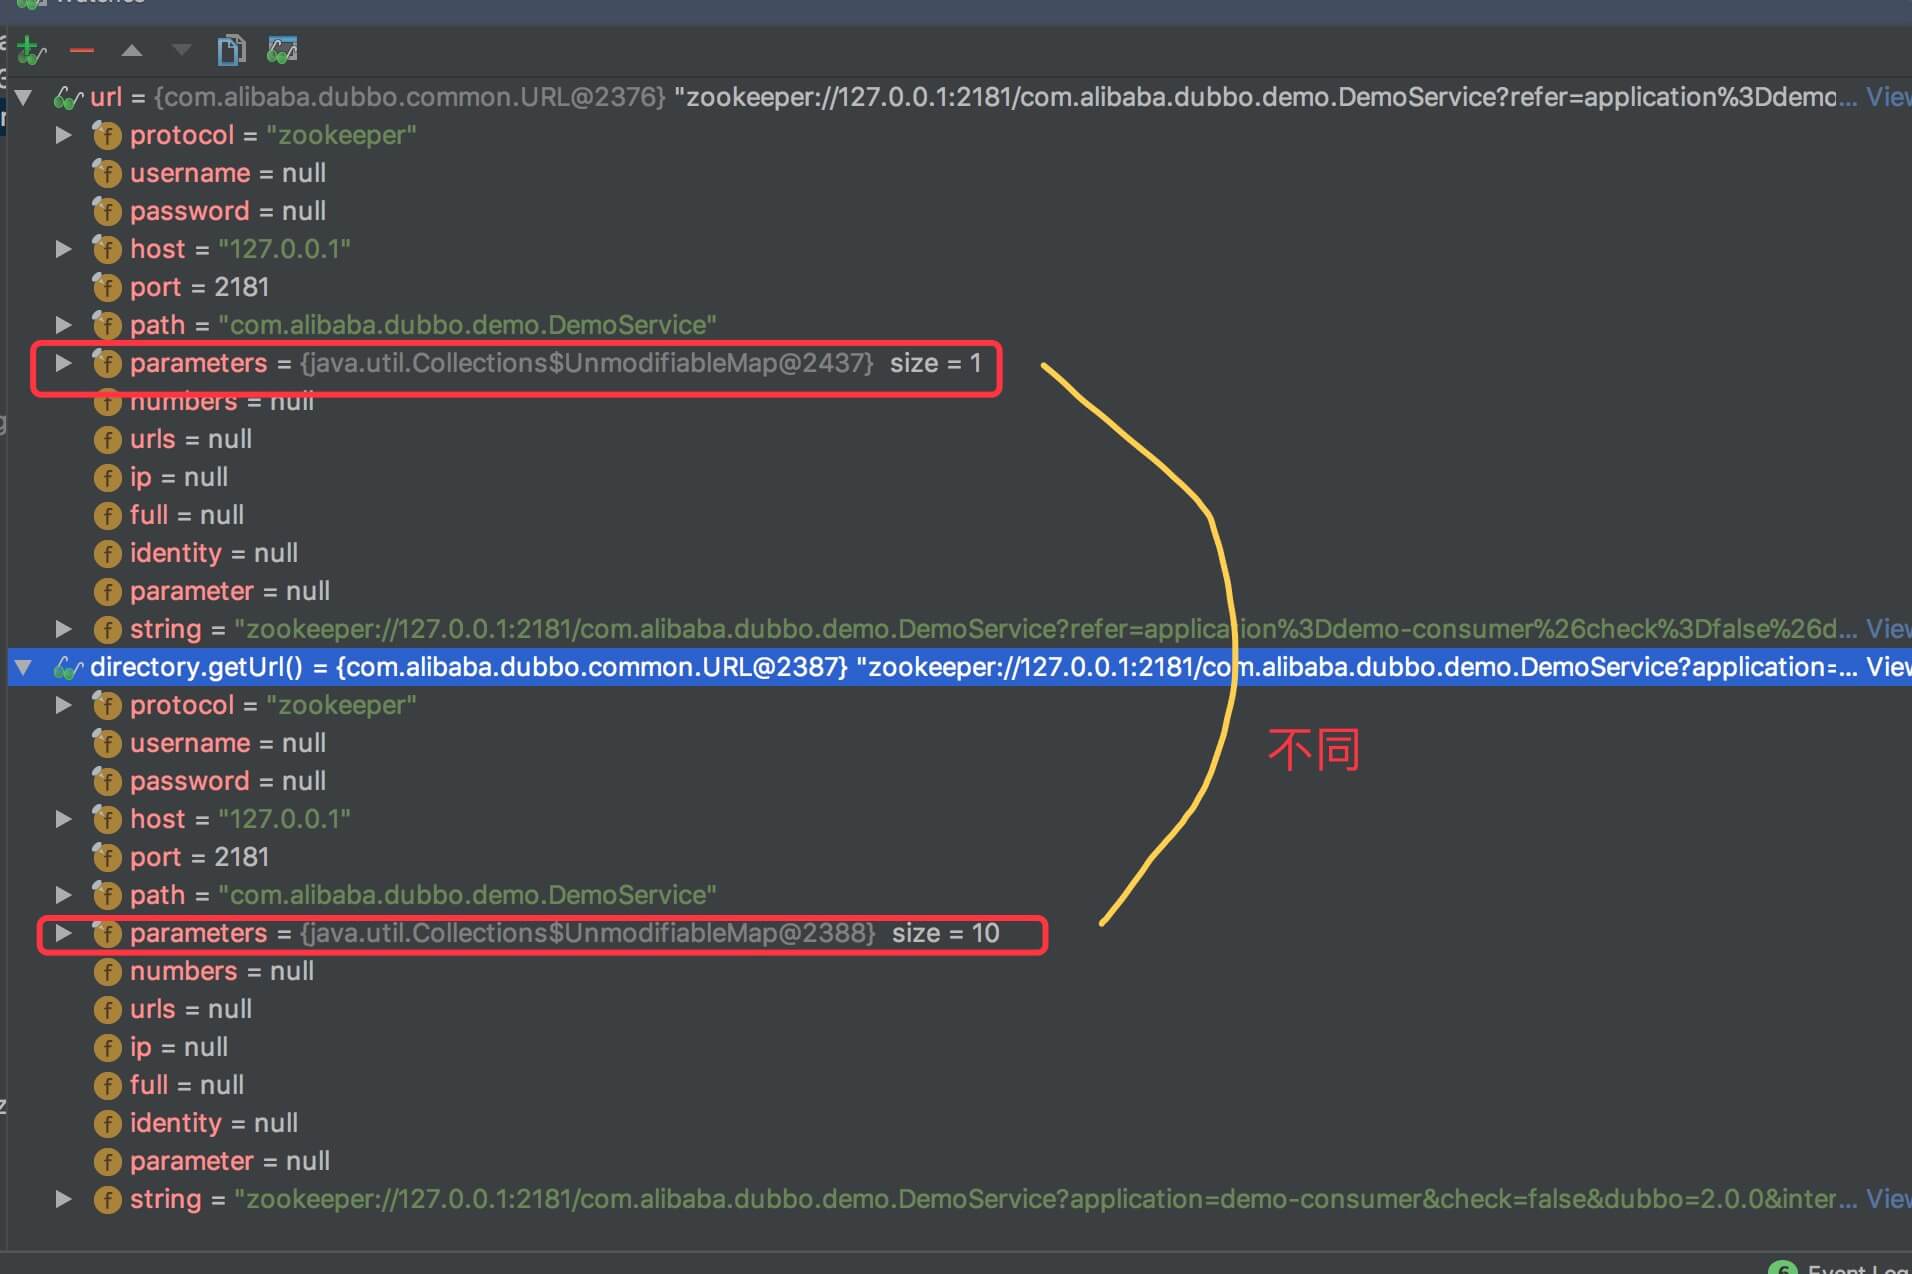 url = {com.alibaba.dubbo.common.URL@2376} "zookeeper://127.0.0.1:2181/com.alibaba.dubbo.demo.DemoService?refer=application%3Ddemo... View
protocol = "zookeeper"
username = null
password = null
host = "127.0.0.1"
port = 2181
path = "com.alibaba.dubbo.demo.DemoService"
parameters = {java.util.Collections$UnmodifiableMap@2437} size = 1
numbers = null
urls = null
ip = null
full = null
identity = null
parameter = null
string = "zookeeper://127.0.0.1:2181/com.alibaba.dubbo.demo.DemoService?refer=application%3Ddemo-consumer%26check%3Dfalse%26d... View
directory.getUrl() = {com.alibaba.dubbo.common.URL@2387} "zookeeper://127.0.0.1:2181/com.alibaba.dubbo.demo.DemoService?application=... View
protocol = "zookeeper"
username = null
不同
password = null
host = "127.0.0.1"
port = 2181
path = "com.alibaba.dubbo.demo.DemoService"
parameters = {java.util.Collections$UnmodifiableMap@2388} size = 10
numbers = null
urls = null
ip = null
full = null
identity = null
parameter = null
string = "zookeeper://127.0.0.1:2181/com.alibaba.dubbo.demo.DemoService?application=demo-consumer&check=false&dubbo=2.0.0&inter... View
6 Event Log